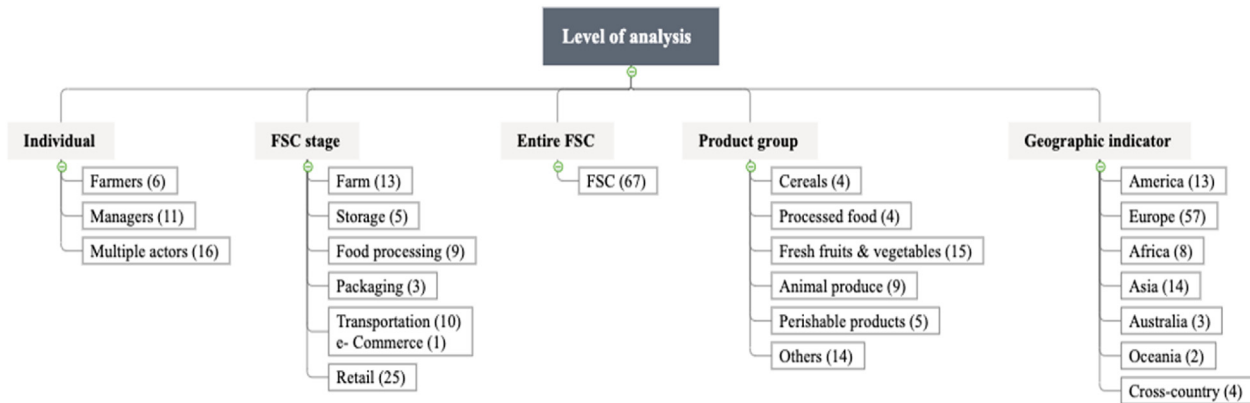 Level of analysis
Individual
Farmers (6)
Managers (11)
Multiple actors (16)
FSC stage
Farm (13)
Storage (5)
Food processing (9)
Packaging (3)
Transportation (10)
e- Commerce (1)
Retail (25)
Entire FSC
FSC (67)
Product group
Cereals (4)
Processed food (4)
Fresh fruits & vegetables (15)
Animal produce (9)
Perishable products (5)
Others (14)
Geographic indicator
America (13)
Europe (57)
Africa (8)
Asia (14)
Australia (3)
Oceania (2)
Cross-country (4)